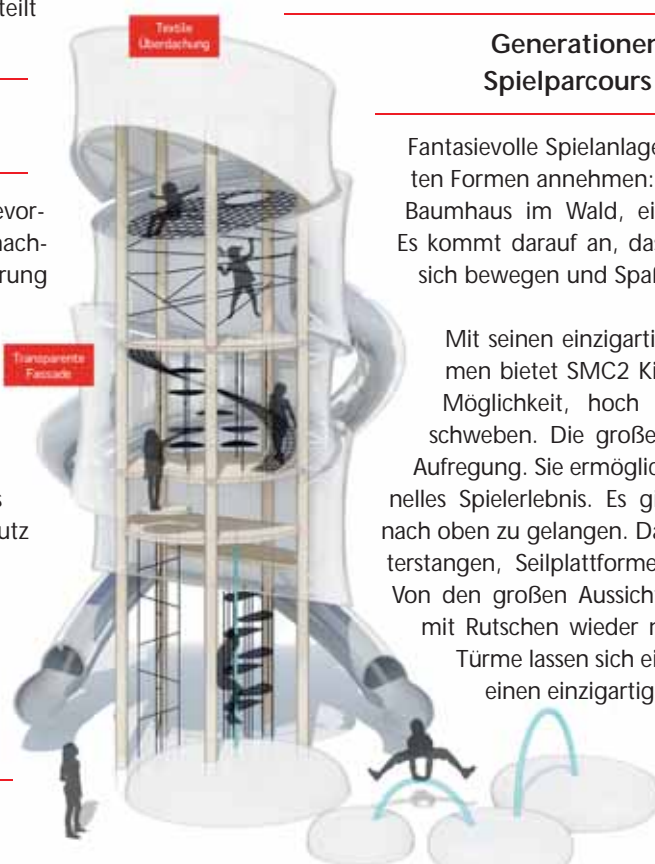 teilt
evor-
nach-
rung
s
utz
Textile
Überdachung
Transparente
Fassade
Generationen
Spielparcours
Fantasievolle Spielanlage
ten Formen annehmen:
Baumhaus im Wald, ei
Es kommt darauf an, das
sich bewegen und Spaß
Mit seinen einzigarti
men bietet SMC2 Ki
Möglichkeit, hoch
schweben. Die große
Aufregung. Sie ermöglic
nelles Spielerlebnis. Es gi
nach oben zu gelangen. Da
terstangen, Seilplattforme
Von den großen Aussicht
mit Rutschen wieder n
Türme lassen sich ei
einen einzigartig